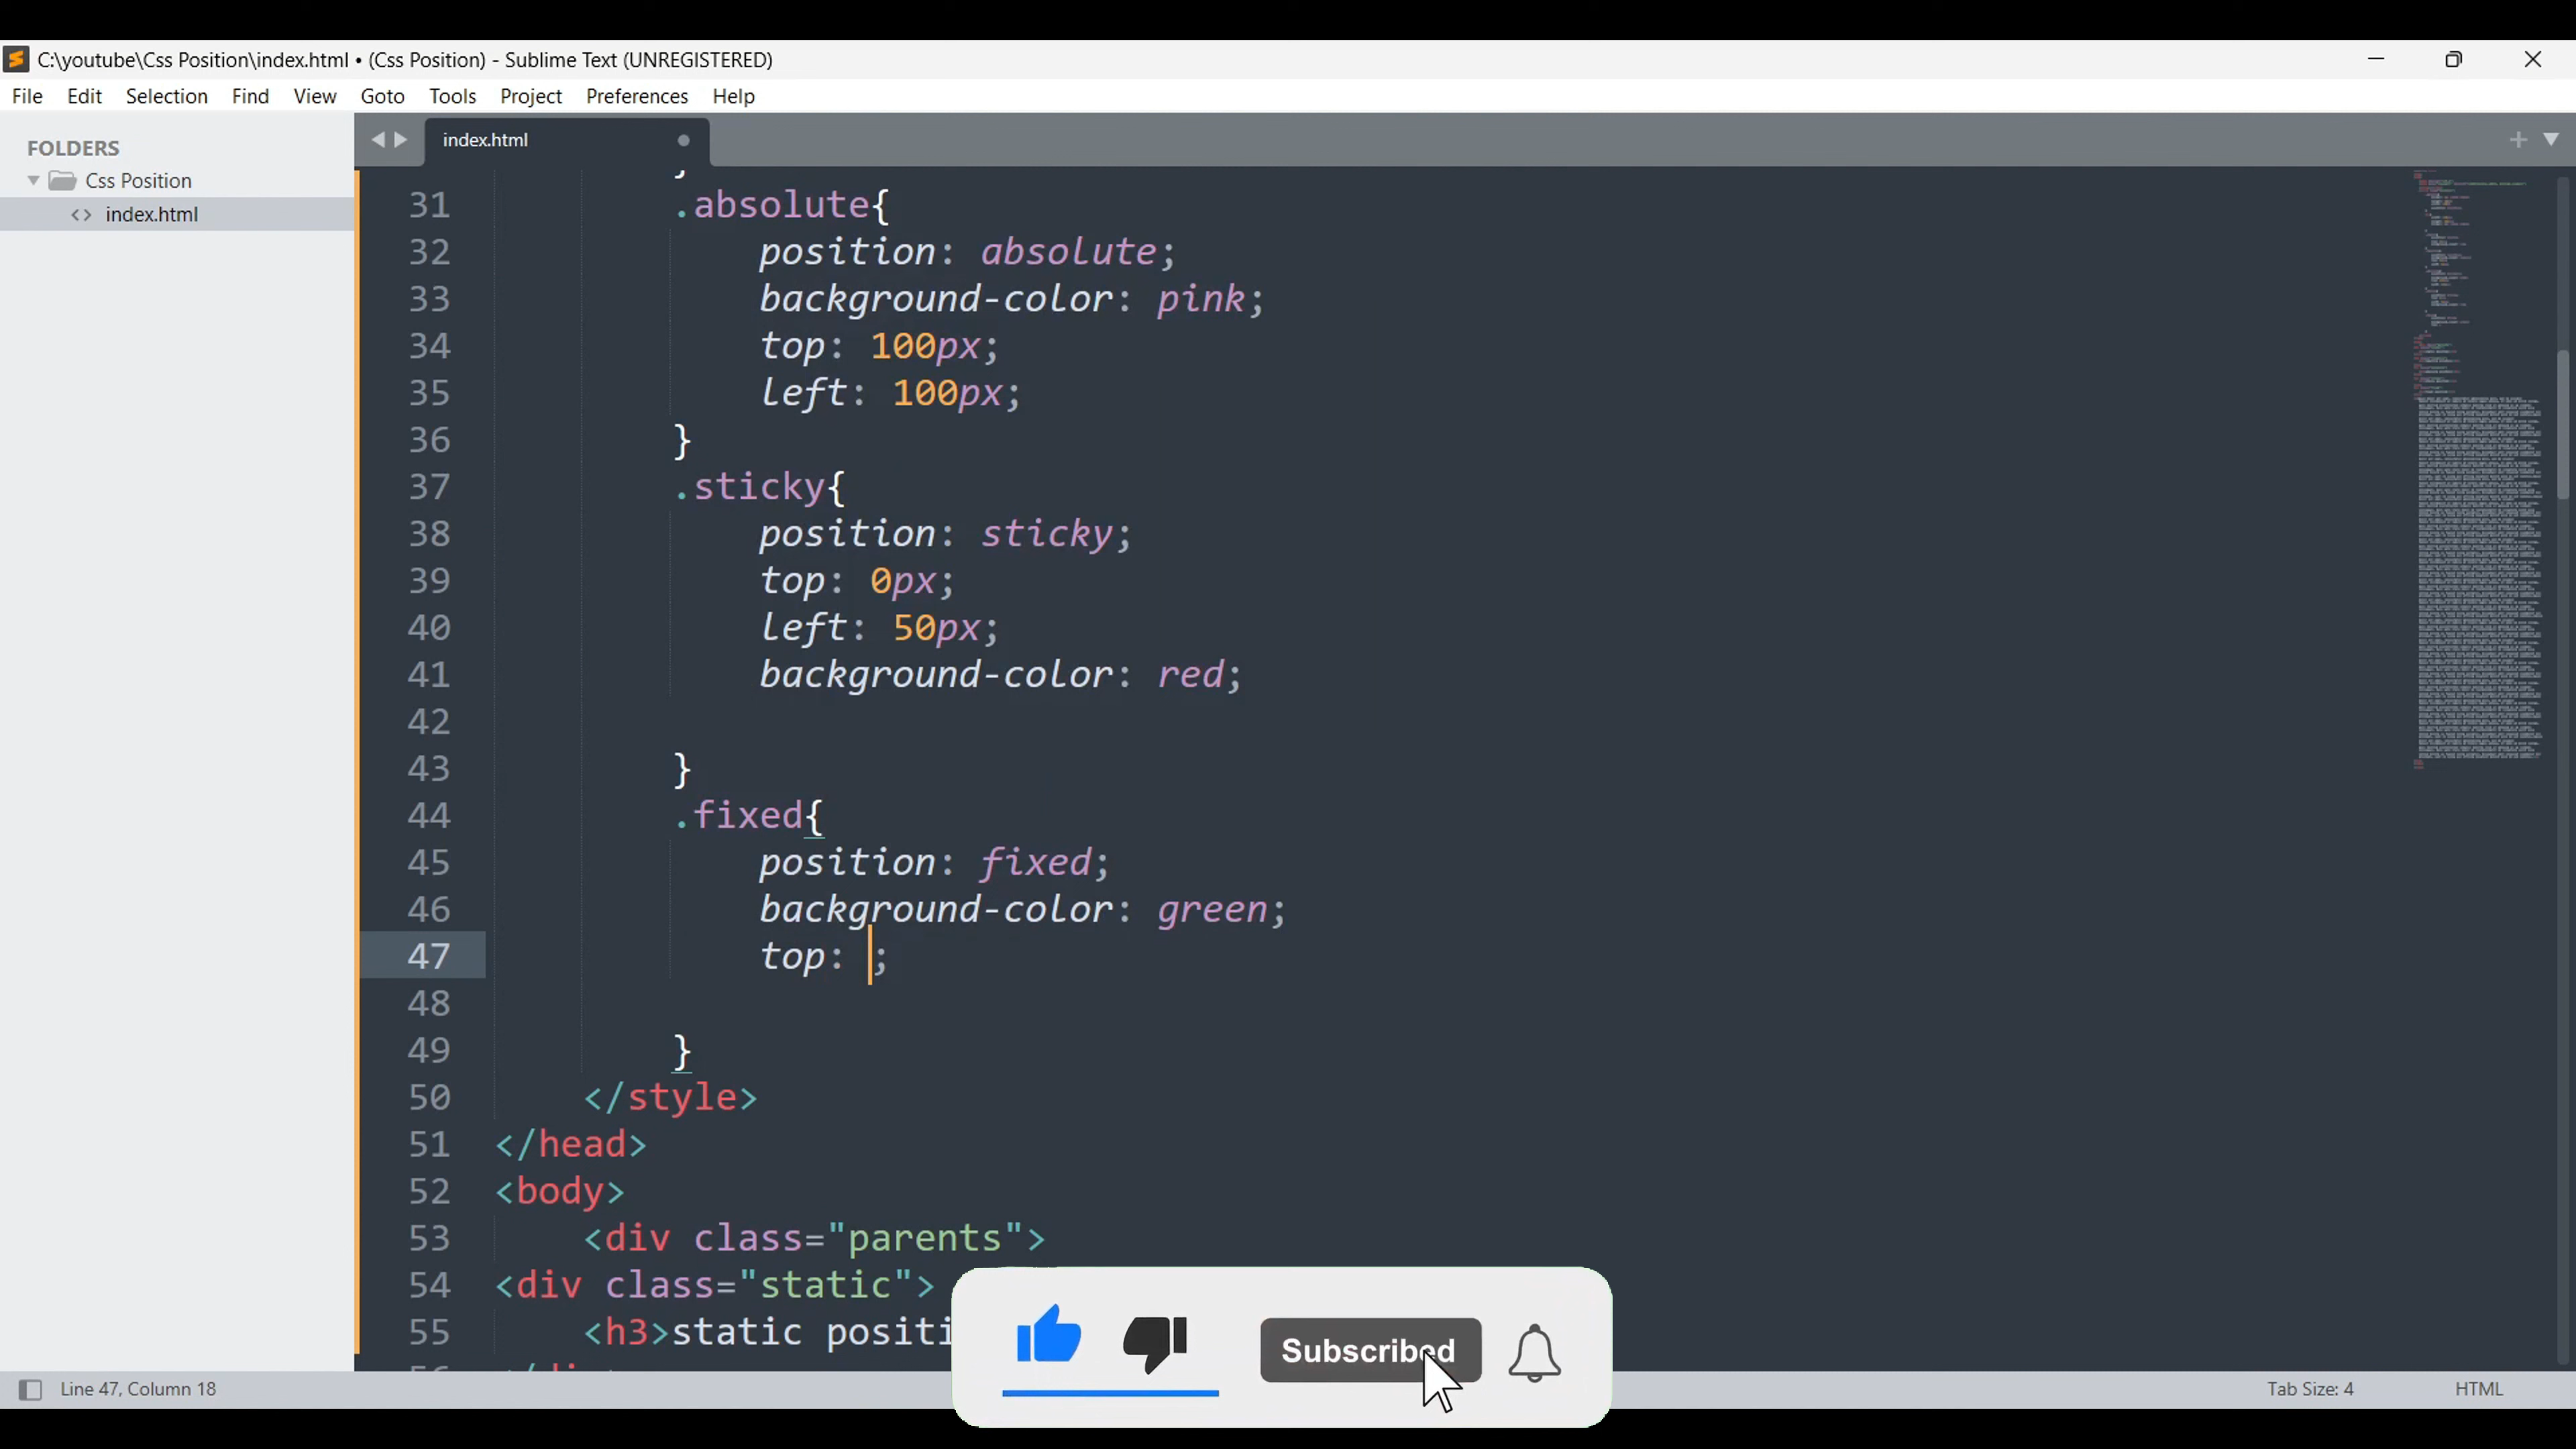 C:\youtube\Css Position\index.html • (Css Position) - Sublime Text (UNREGISTERED)
File Edit Selection Find View Goto Tools Project Preferences Help
FOLDERS
Css Position
<> index.html
index.html
31 .absolute{
32 position: absolute;
33 background-color: pink;
34 top: 100px;
35 left: 100px;
36 }
37 .sticky{
38 position: sticky;
39 top: 0px;
40 left: 50px;
41 background-color: red;
42
43 }
44 .fixed{
45 position: fixed;
46 background-color: green;
47 top: ;
48
49 }
50 </style>
51 </head>
52 <body>
53 <div class="parents">
54 <div class="static">
55 <h3>static positi
Subscribed
Line 47, Column 18
Tab Size: 4
HTML